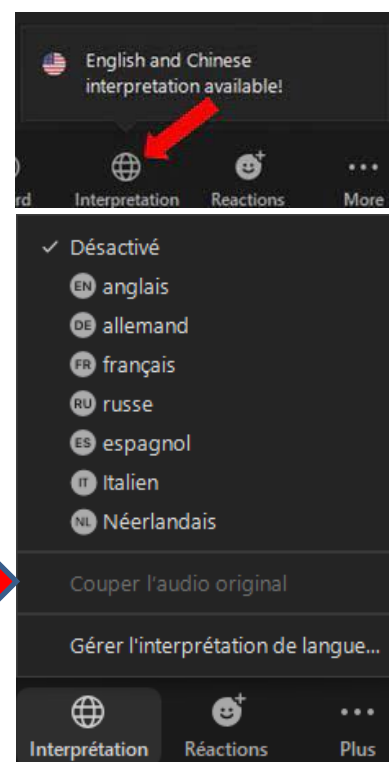 English and Chinese
interpretation available!
rd Interpretation Reactions More
Désactivé
EN anglais
DE allemand
FR français
RU russe
ES espagnol
IT Italien
NL Néerlandais
Couper l'audio original
Gérer l'interprétation de langue...
Interprétation Réactions Plus